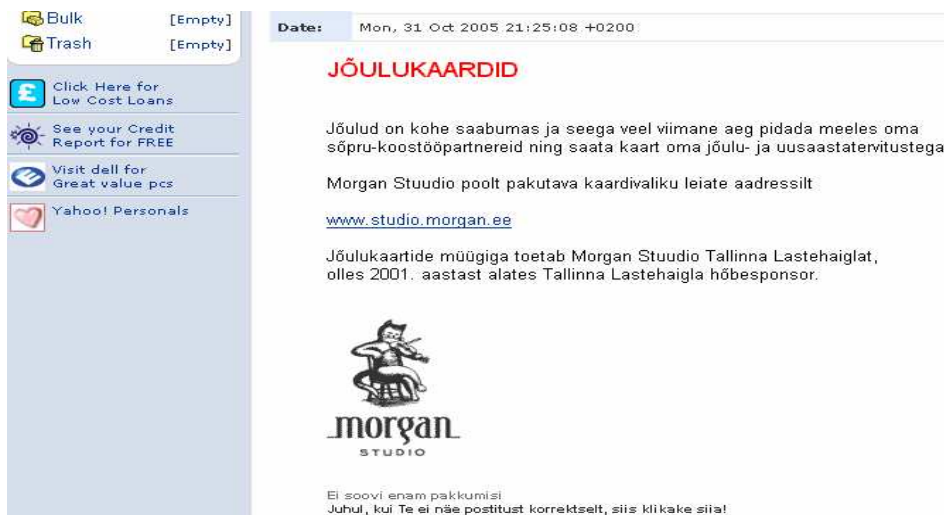 Bulk [Empty]
Trash [Empty]
£ Click Here for
Low Cost Loans
See your Credit
Report for FREE
Visit dell for
Great value pcs
Yahoo! Personals
Date: Mon, 31 Oct 2005 21:25:08 +0200
JÕULUKAARDID
Jõulud on kohe saabumas ja seega veel viimane aeg pidada meeles oma
sõpru-koostööpartnereid ning saata kaart oma jõulu- ja uusaastatervitustega
Morgan Stuudio poolt pakutava kaardivaliku leiate aadressilt
www.studio.morgan.ee
Jõulukaartide müügiga toetab Morgan Stuudio Tallinna Lastehaiglat,
olles 2001. aastast alates Tallinna Lastehaigla hõbesponsor.
morgan
STUDIO
Ei soovi enam pakkumisi
Juhul, kui Te ei näe postitust korrektselt, siis klikake siia!